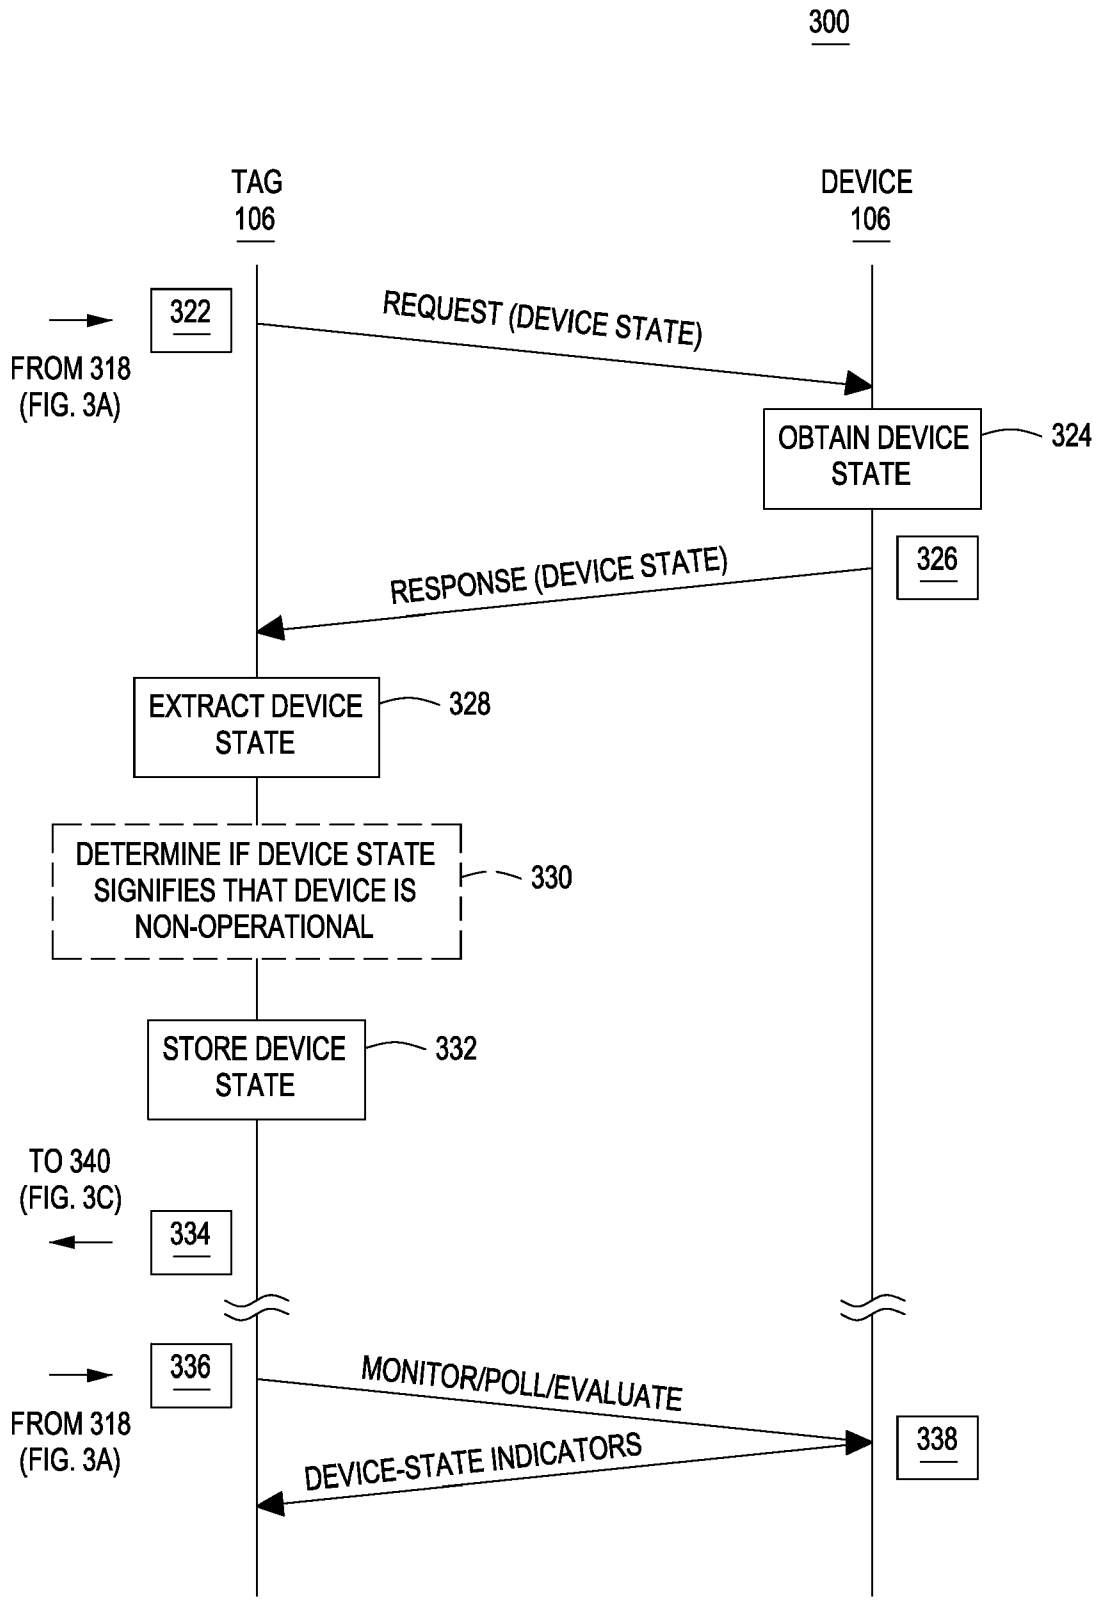 300
TAG
106
DEVICE
106
322
REQUEST (DEVICE STATE)
FROM 318
(FIG. 3A)
OBTAIN DEVICE
STATE
324
326
RESPONSE (DEVICE STATE)
EXTRACT DEVICE
STATE
328
DETERMINE IF DEVICE STATE
SIGNIFIES THAT DEVICE IS
NON-OPERATIONAL
330
STORE DEVICE
STATE
332
TO 340
(FIG. 3C)
334
336
MONITOR/POLL/EVALUATE
FROM 318
(FIG. 3A)
338
DEVICE-STATE INDICATORS